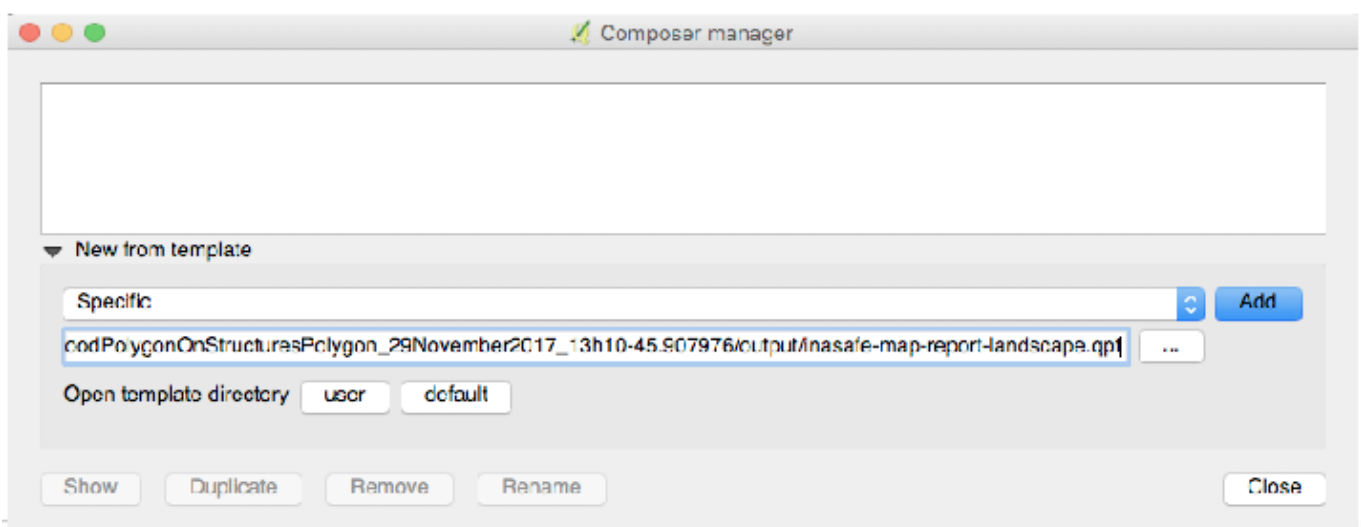 Composer manager
New from template
Specific
Add
oodPolygonOnStructuresPolygon_29November2017_13h10-45.907976/output/inasafe-map-report-landscape.qpt
...
Open template directory user default
Show Duplicate Remove Rename Close